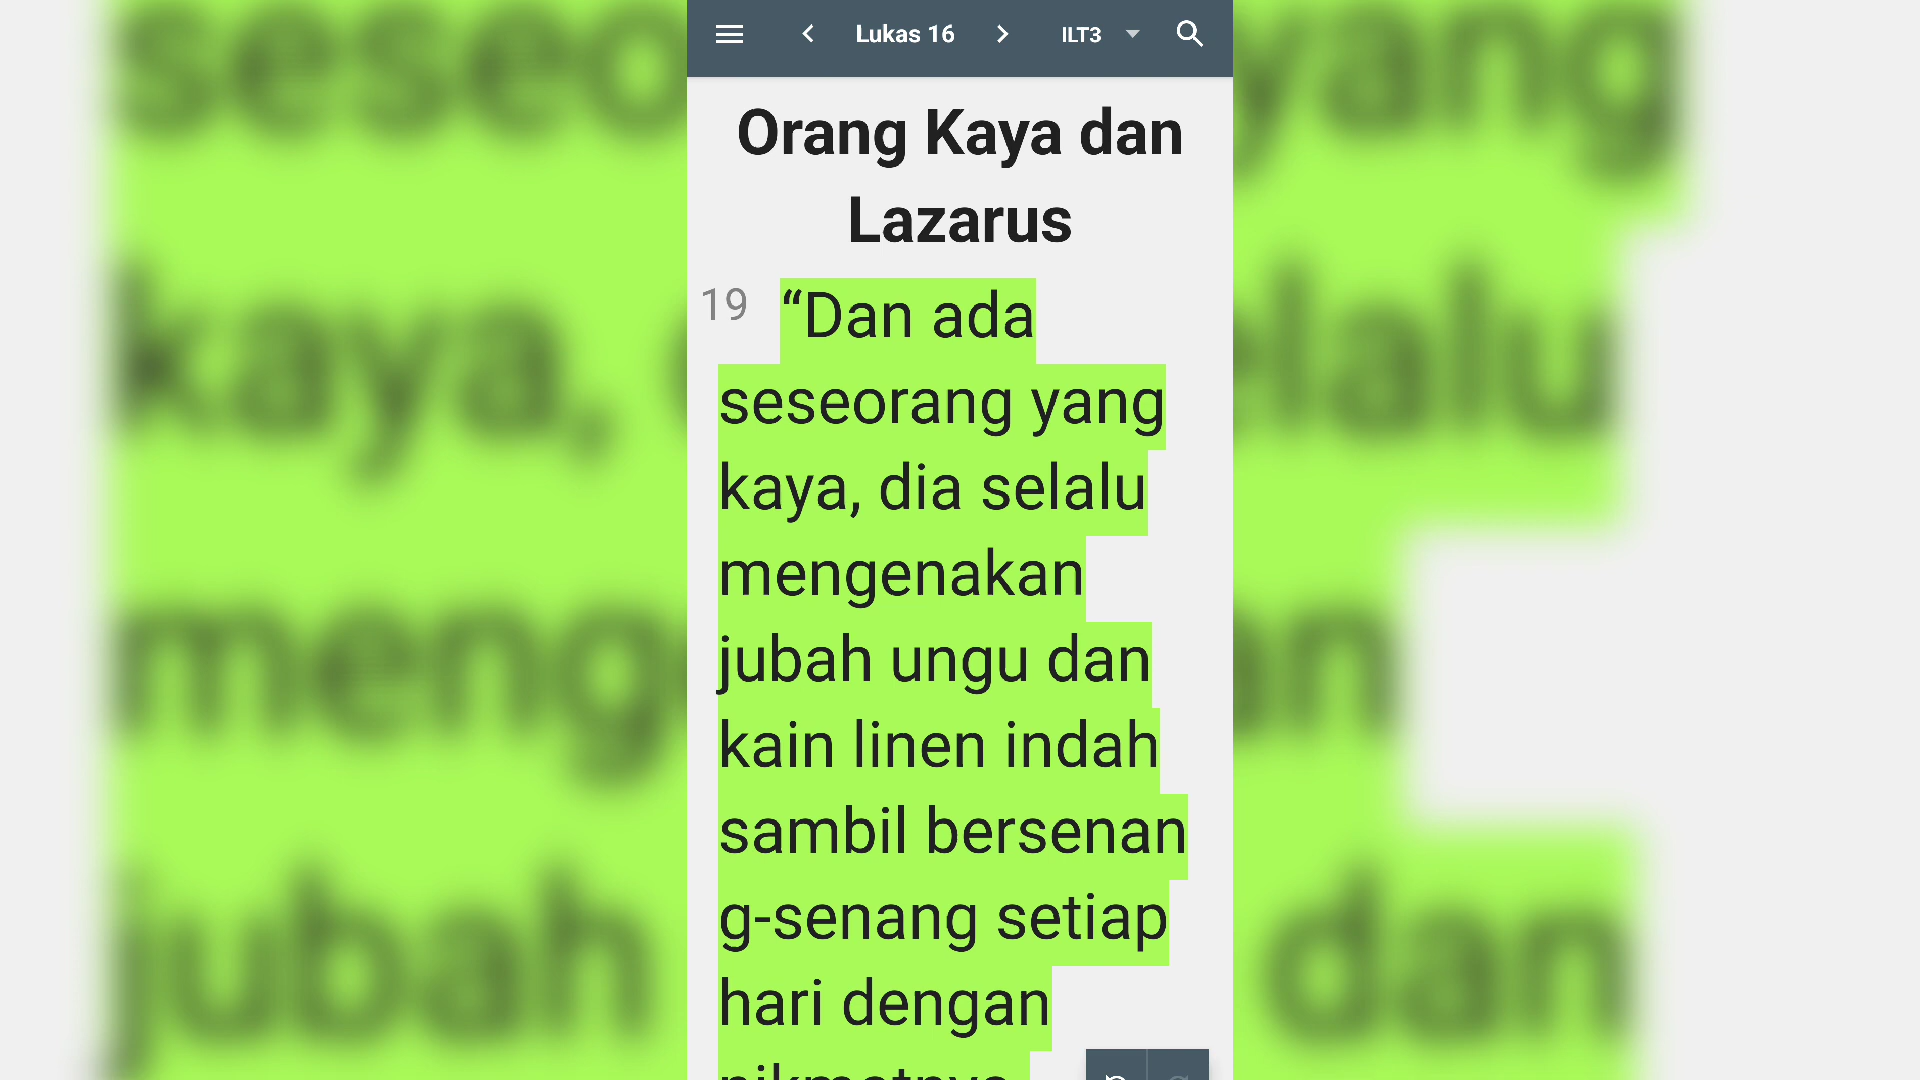 Lukas 16 ILT3
Orang Kaya dan
Lazarus
19 “Dan ada
seseorang yang
kaya, dia selalu
mengenakan
jubah ungu dan
kain linen indah
sambil bersenan
g-senang setiap
hari dengan
nikmatnya.